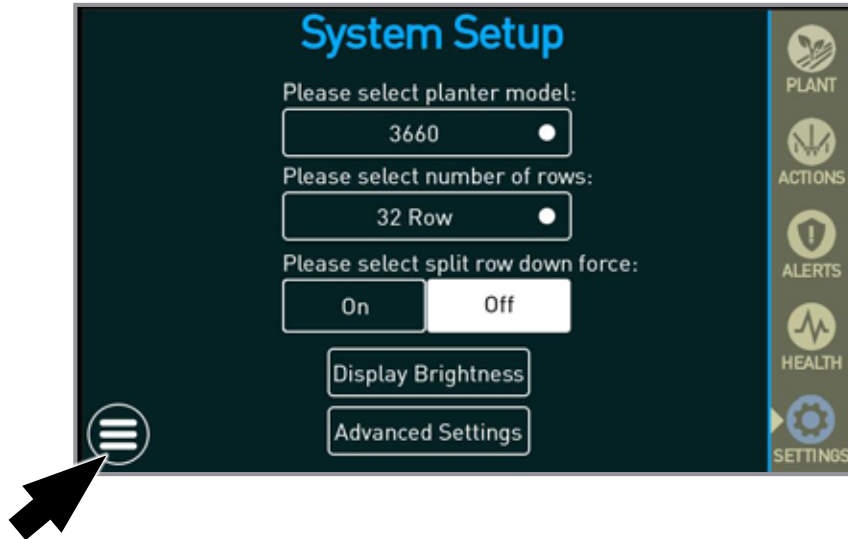 System Setup
Please select planter model:
3660
Please select number of rows:
32 Row
Please select split row down force:
On
Off
Display Brightness
Advanced Settings
PLANT
ACTIONS
ALERTS
HEALTH
SETTINGS